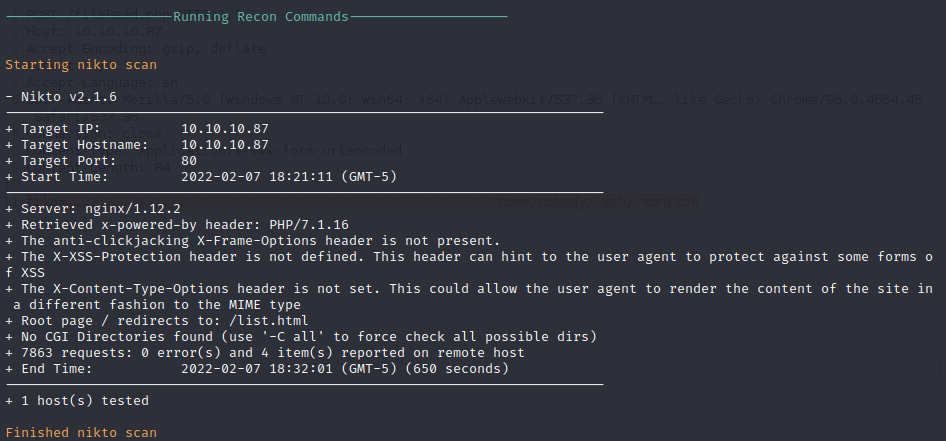 Running Recon Commands
Starting nikto scan
- Nikto v2.1.6
+ Target IP: 10.10.10.87
+ Target Hostname: 10.10.10.87
+ Target Port: 80
+ Start Time: 2022-02-07 18:21:11 (GMT-5)
+ Server: nginx/1.12.2
+ Retrieved x-powered-by header: PHP/7.1.16
+ The anti-clickjacking X-Frame-Options header is not present.
+ The X-XSS-Protection header is not defined. This header can hint to the user agent to protect against some forms o
f XSS
+ The X-Content-Type-Options header is not set. This could allow the user agent to render the content of the site in
a different fashion to the MIME type
+ Root page / redirects to: /list.html
+ No CGI Directories found (use '-C all' to force check all possible dirs)
+ 7863 requests: 0 error(s) and 4 item(s) reported on remote host
+ End Time: 2022-02-07 18:32:01 (GMT-5) (650 seconds)
+ 1 host(s) tested
Finished nikto scan